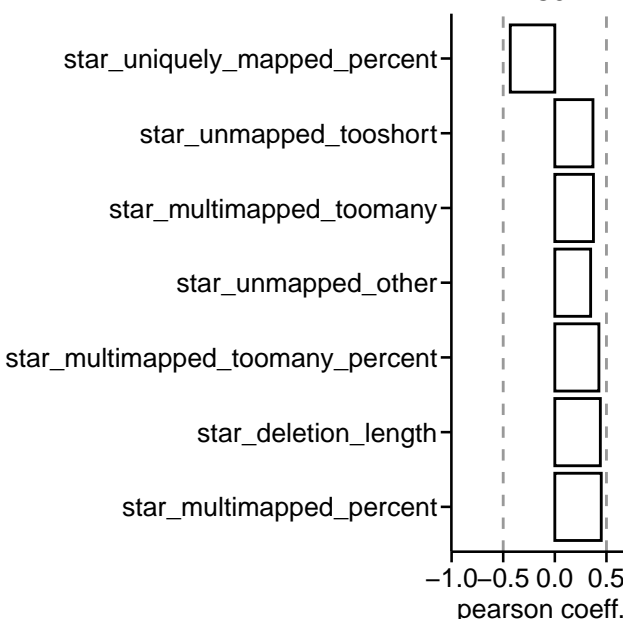 star_uniquely_mapped_percent
star_unmapped_tooshort
star_multimapped_toomany
star_unmapped_other
star_multimapped_toomany_percent
star_deletion_length
star_multimapped_percent
−1.0 −0.5 0.0 0.5
pearson coeff.